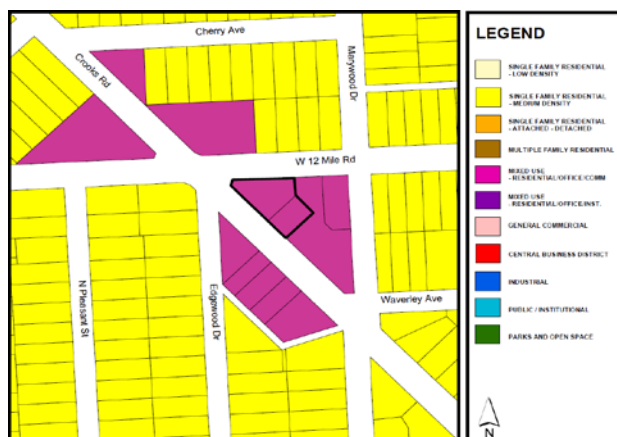 Cherry Ave
Crooks Rd
Merywood Dr
W 12 Mile Rd
N Pleasant St
Edgewood Dr
Waverley Ave
LEGEND
SINGLE FAMILY RESIDENTIAL
- LOW DENSITY
SINGLE FAMILY RESIDENTIAL
- MEDIUM DENSITY
SINGLE FAMILY RESIDENTIAL
- ATTACHED - DETACHED
MULTIPLE FAMILY RESIDENTIAL
MIXED USE
- RESIDENTIAL/OFFICE/COMM
MIXED USE
- RESIDENTIAL/OFFICE/INST.
GENERAL COMMERCIAL
CENTRAL BUSINESS DISTRICT
INDUSTRIAL
PUBLIC / INSTITUTIONAL
PARKS AND OPEN SPACE
N